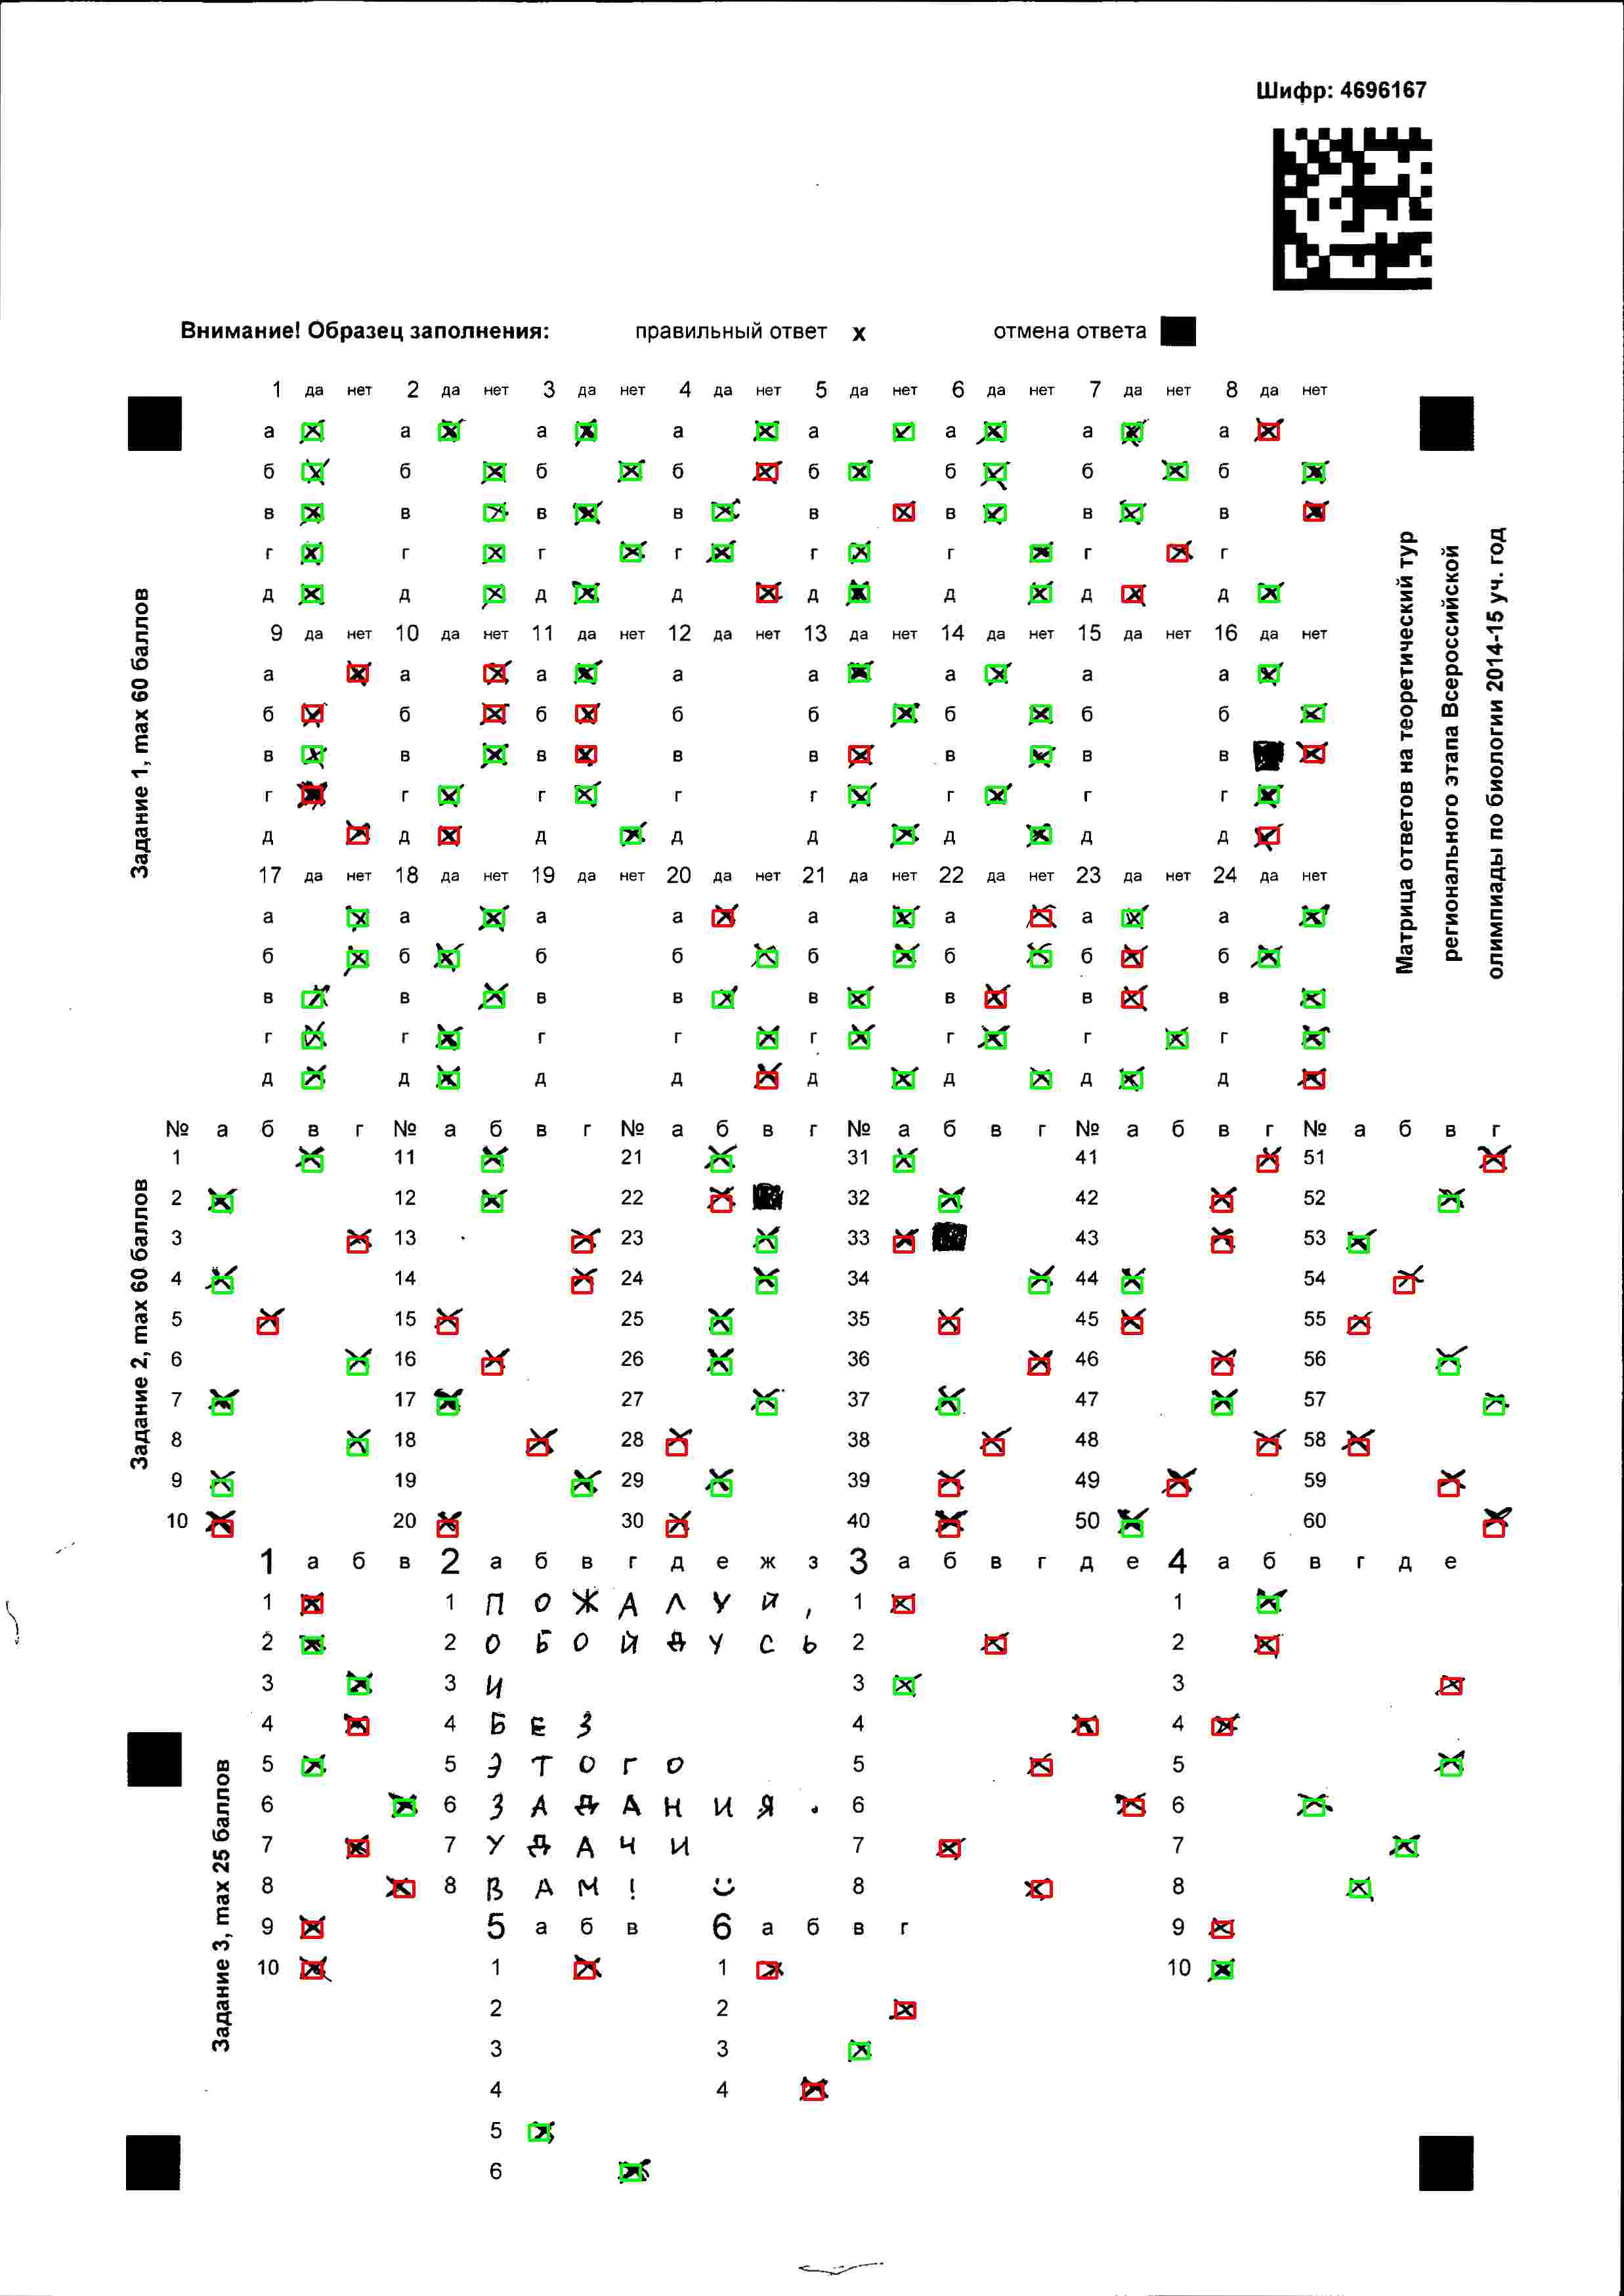 Шифр: 4696167
Внимание! Образец заполнения: правильный ответ х отмена ответа
1 да нет 2 да нет 3 да нет 4 да нет 5 да нет 6 да нет 7 да нет 8 да нет
а а а а а а а а
б б б б б б б б
в в в в в в в в
г г г г г г г г
д д д д д д д д
9 да нет 10 да нет 11 да нет 12 да нет 13 да нет 14 да нет 15 да нет 16 да нет
а а а а а а а а
б б б б б б б б
в в в в в в в в
г г г г г г г г
д д д д д д д д
17 да нет 18 да нет 19 да нет 20 да нет 21 да нет 22 да нет 23 да нет 24 да нет
а а а а а а а а
б б б б б б б б
в в в в в в в в
г г г г г г г г
д д д д д д д д
Задание 1, max 60 баллов
Матрица ответов на теоретический тур
регионального этапа Всероссийской
олимпиады по биологии 2014-15 уч. год
№ а б в г № а б в г № а б в г № а б в г № а б в г № а б в г
1 11 21 31 41 51
2 12 22 32 42 52
3 13 23 33 43 53
4 14 24 34 44 54
5 15 25 35 45 55
6 16 26 36 46 56
7 17 27 37 47 57
8 18 28 38 48 58
9 19 29 39 49 59
10 20 30 40 50 60
Задание 2, max 60 баллов
1 а б в 2 а б в г д е ж з 3 а б в г д е 4 а б в г д е
1 1 П О Ж А Л У Й , 1 1
2 2 О Б О Й Д У С Ь 2 2
3 3 И 3 3
4 4 Б Е З 4 4
5 5 Э Т О Г О 5 5
6 6 З А Д А Н И Я . 6 6
7 7 У Д А Ч И 7 7
8 8 В А М ! 8 8
9 5 а б в 6 а б в г 9
10 1 1 10
2 2
3 3
4 4
5
6
Задание 3, max 25 баллов